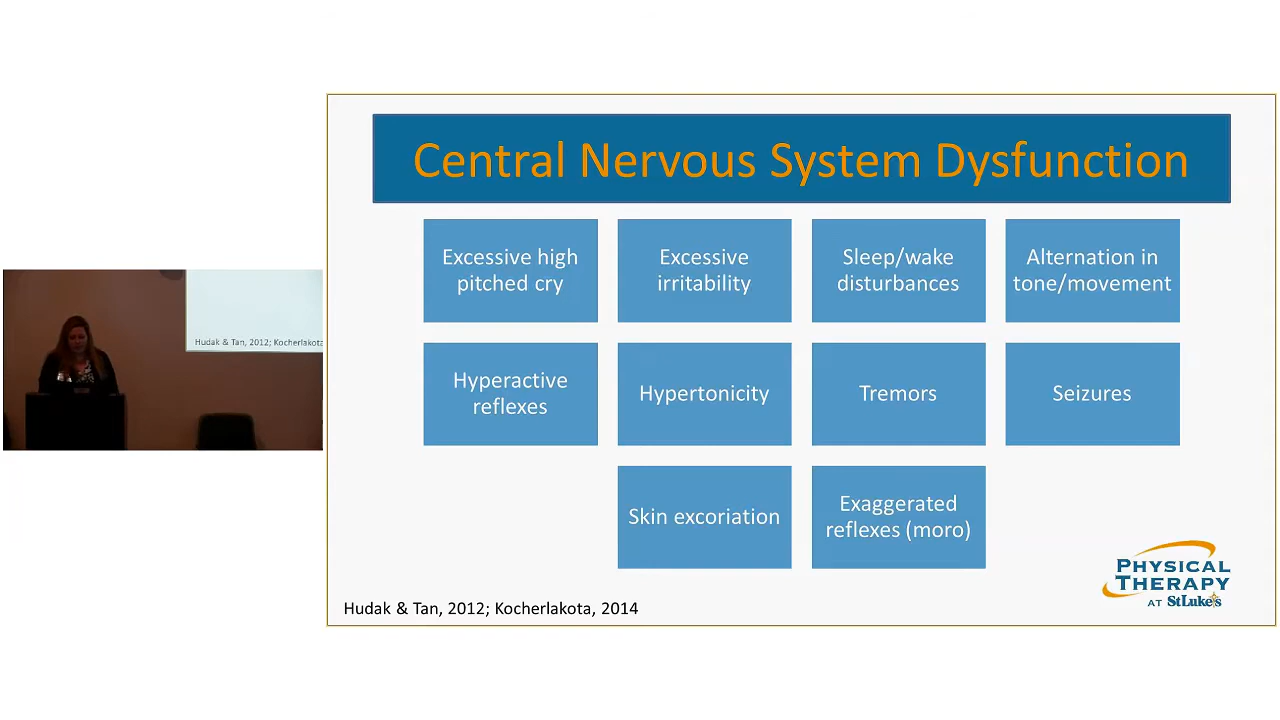 Central Nervous System Dysfunction
Excessive high
pitched cry
Excessive
irritability
Sleep/wake
disturbances
Alternation in
tone/movement
Hyperactive
reflexes
Hypertonicity
Tremors
Seizures
Skin excoriation
Exaggerated
reflexes (moro)
Hudak & Tan, 2012; Kocherlakota, 2014
PHYSICAL
THERAPY
AT StLuke's
Hudak & Tan, 2012; Kocherlakota